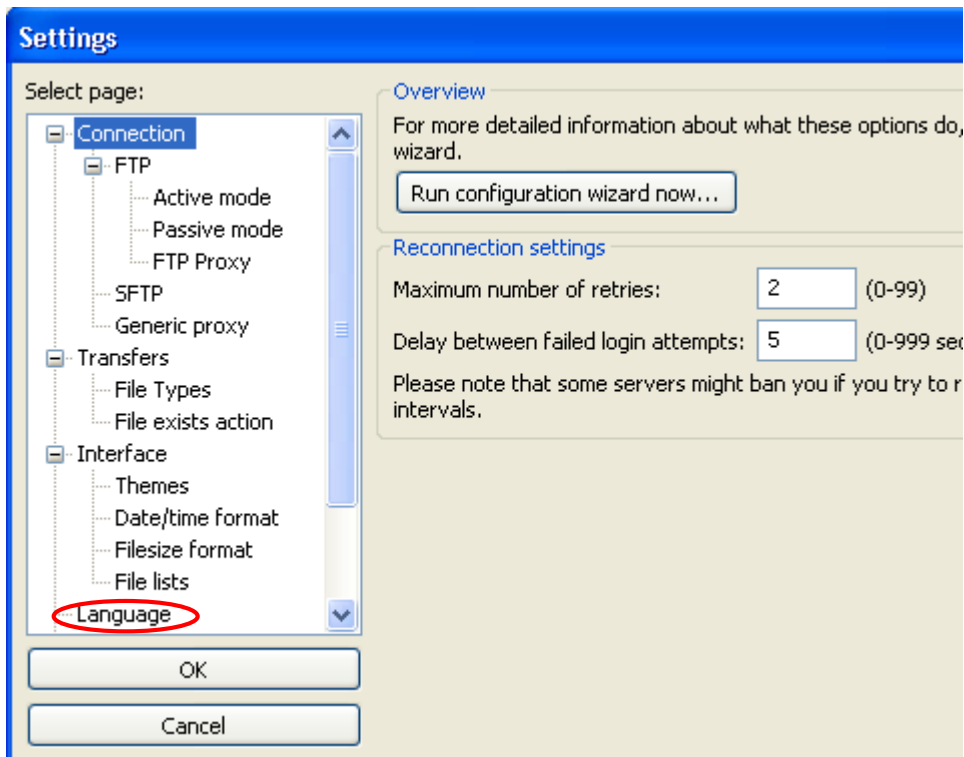 Settings
Select page:
Connection
FTP
Active mode
Passive mode
FTP Proxy
SFTP
Generic proxy
Transfers
File Types
File exists action
Interface
Themes
Date/time format
Filesize format
File lists
Language
OK
Cancel
Overview
For more detailed information about what these options do,
wizard.
Run configuration wizard now...
Reconnection settings
Maximum number of retries: 2 (0-99)
Delay between failed login attempts: 5 (0-999 sec
Please note that some servers might ban you if you try to r
intervals.